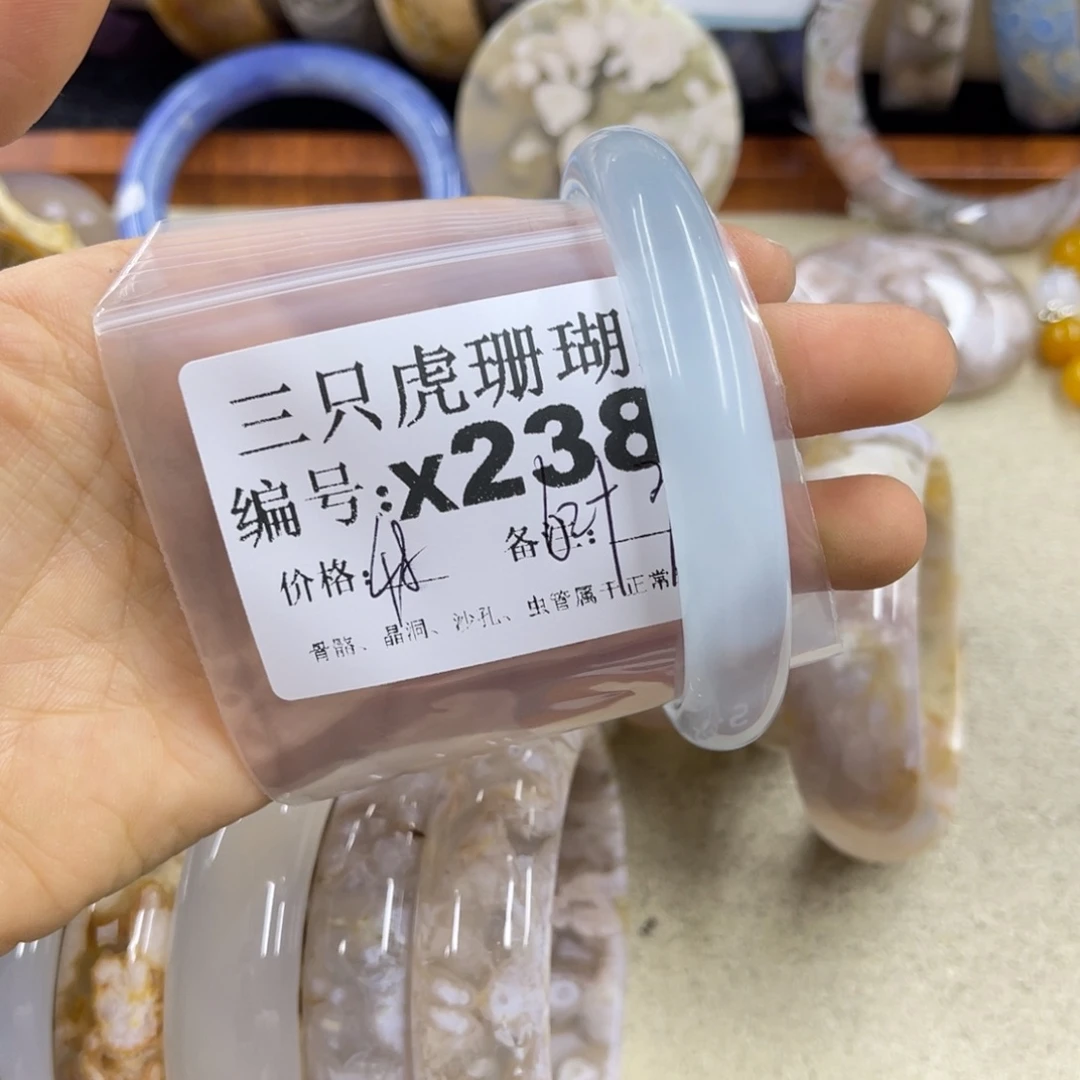 三只虎珊瑚
编号:x238
价格: 备注:
骨骼、晶洞、沙孔、虫管属于正常